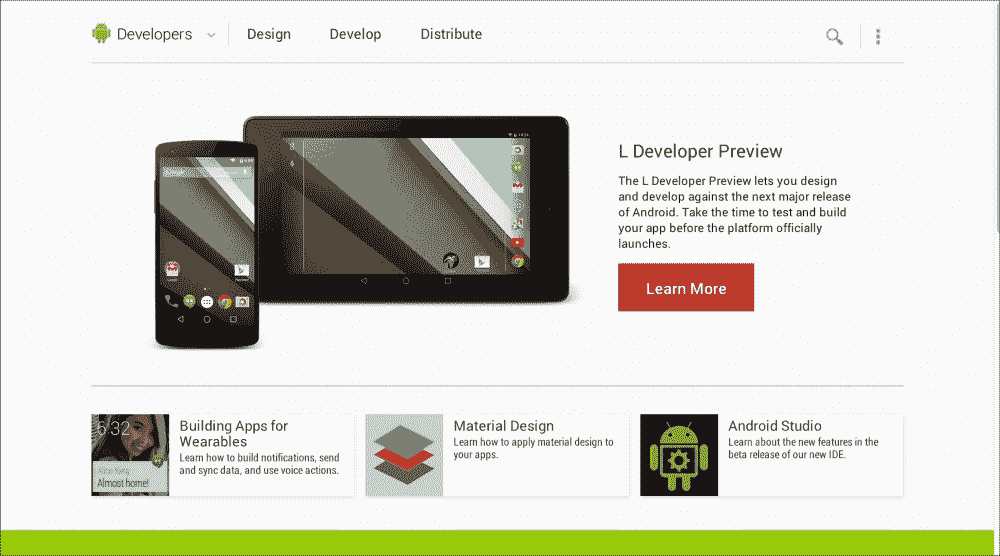 Developers Design Develop Distribute
L Developer Preview
The L Developer Preview lets you design
and develop against the next major release
of Android. Take the time to test and build
your app before the platform officially
launches.
Learn More
5:32
Almost home!
Building Apps for
Wearables
Learn how to build notifications, send
and sync data, and use voice actions.
Material Design
Learn how to apply material design to
your apps.
Android Studio
Learn about the new features in the
beta release of our new IDE.